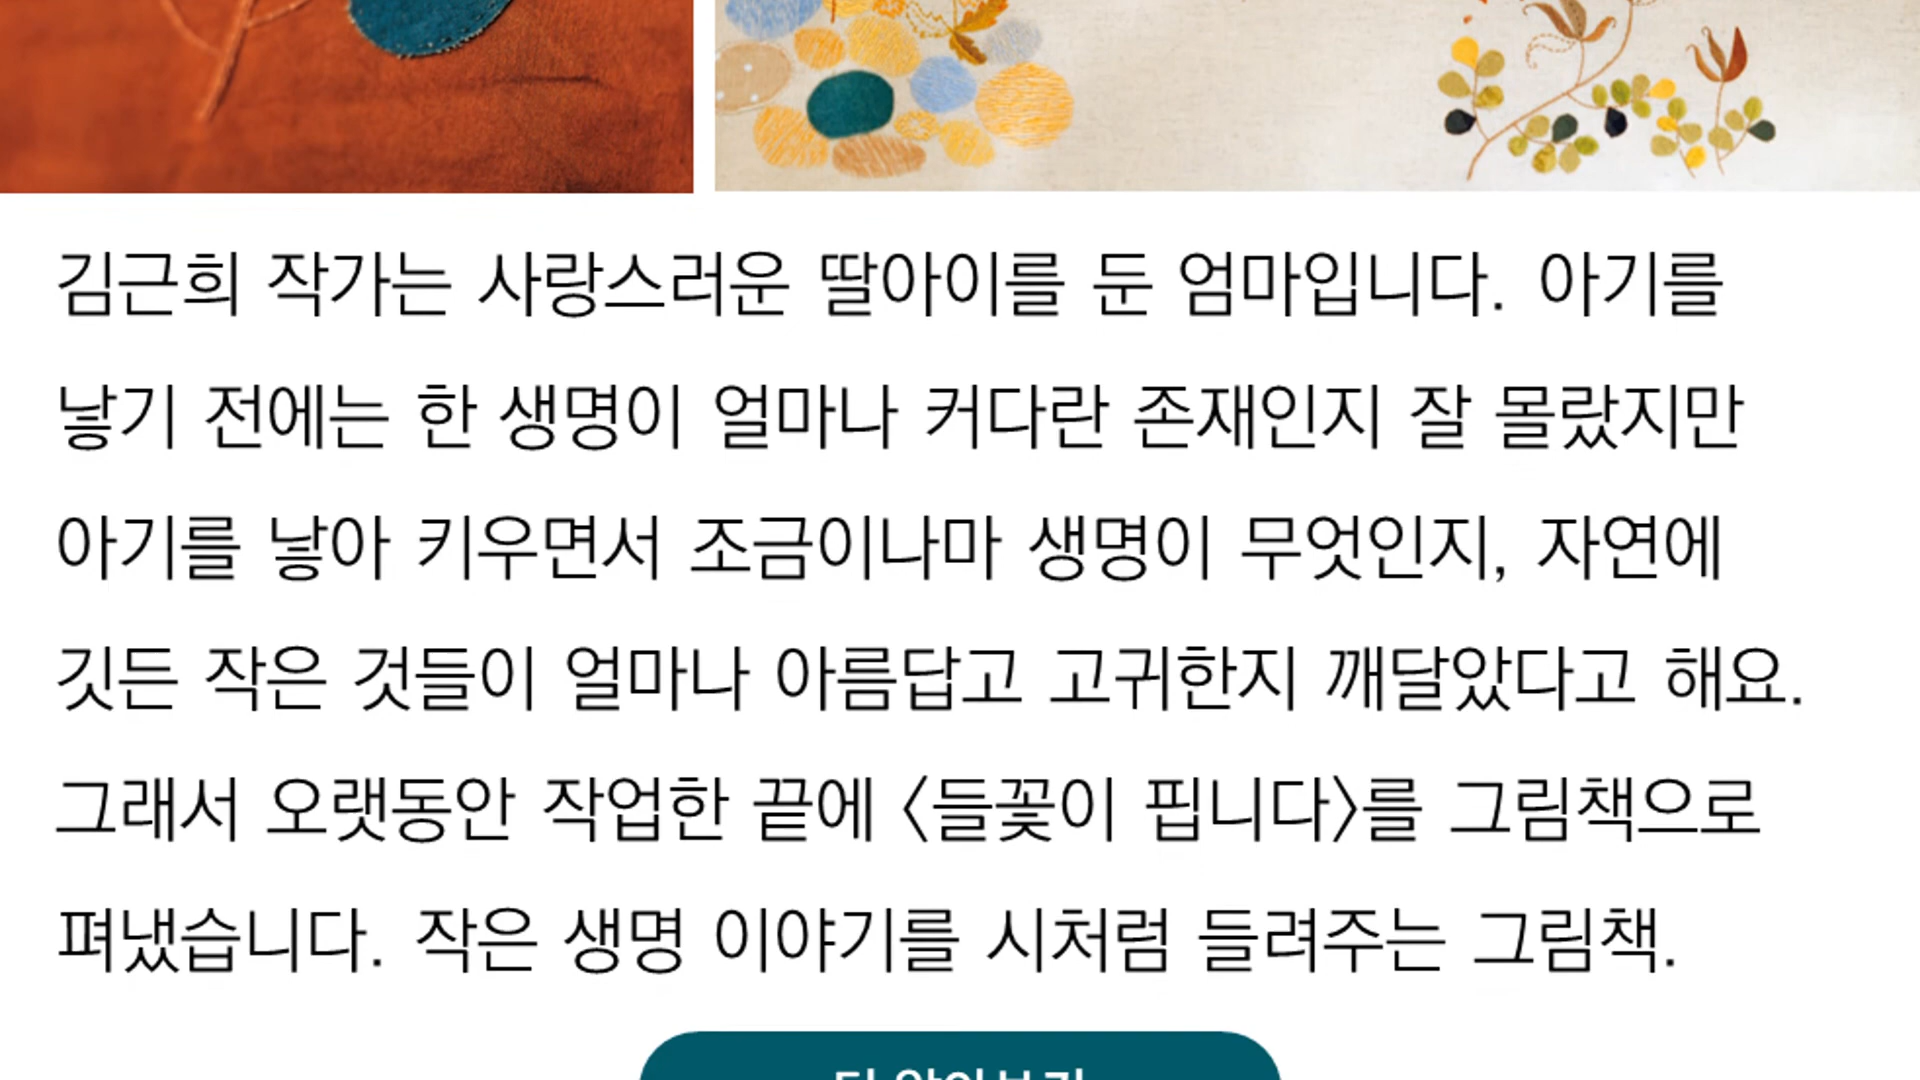 김근희 작가는 사랑스러운 딸아이를 둔 엄마입니다. 아기를
낳기 전에는 한 생명이 얼마나 커다란 존재인지 잘 몰랐지만
아기를 낳아 키우면서 조금이나마 생명이 무엇인지, 자연에
깃든 작은 것들이 얼마나 아름답고 고귀한지 깨달았다고 해요.
그래서 오랫동안 작업한 끝에 〈들꽃이 핍니다〉를 그림책으로
펴냈습니다. 작은 생명 이야기를 시처럼 들려주는 그림책.
더 알아보기